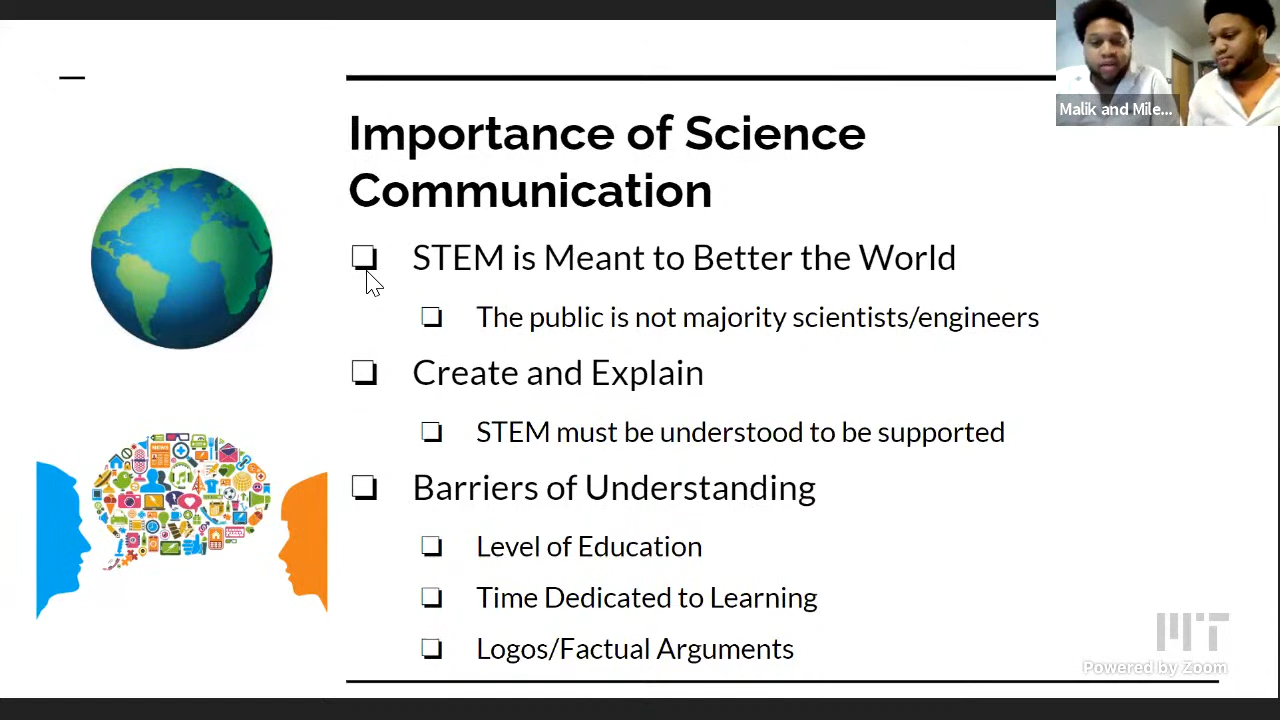 Malik and Mile...
Importance of Science
Communication
STEM is Meant to Better the World
The public is not majority scientists/engineers
Create and Explain
STEM must be understood to be supported
Barriers of Understanding
Level of Education
Time Dedicated to Learning
Logos/Factual Arguments
MIT
Powered by Zoom